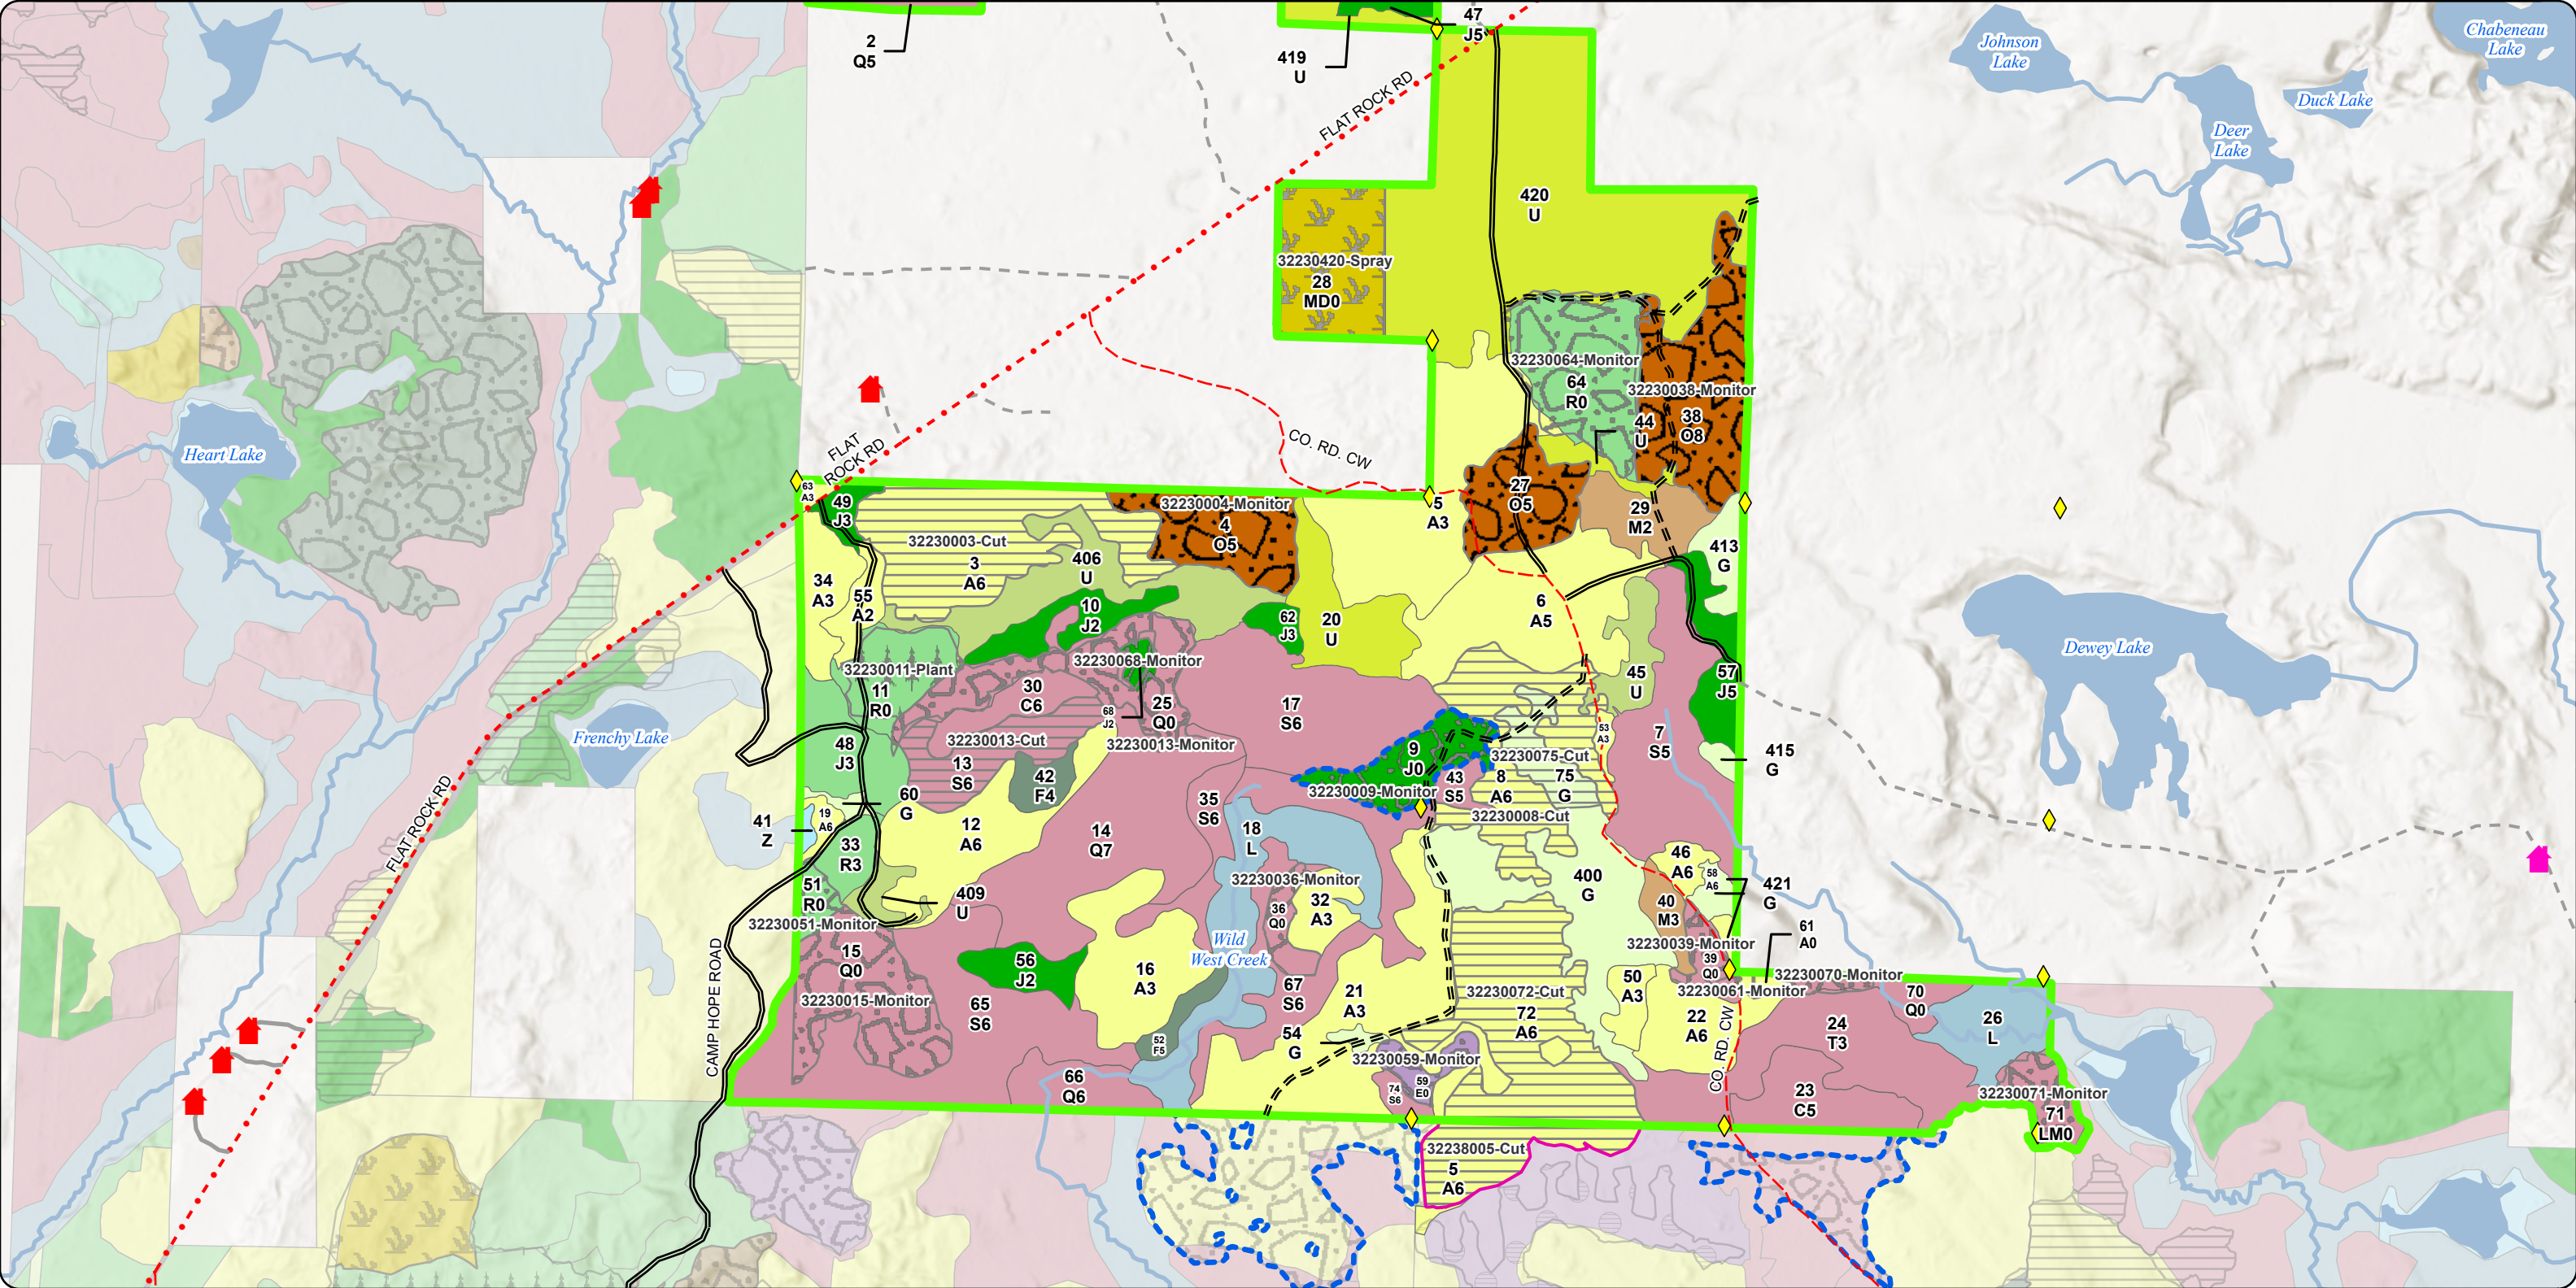 47
J5
2
Q5
419
U
Johnson
Lake
Chabeneau
Lake
Duck Lake
Deer
Lake
FLAT ROCK RD
420
U
32230420-Spray
28
MD0
32230064-Monitor
64
R0
32230038-Monitor
38
O8
44
U
Heart Lake
FLAT
ROCK RD
CO. RD. CW
63
A3
49
J3
32230004-Monitor
4
O5
5
A3
27
O5
29
M2
32230003-Cut
3
A6
406
U
413
G
34
A3
55
A2
10
J2
62
J3
20
U
6
A5
Dewey Lake
32230011-Plant
11
R0
32230068-Monitor
30
C6
68
J2
25
Q0
17
S6
45
U
57
J5
Frenchy Lake
48
J3
32230013-Cut
32230013-Monitor
13
S6
42
F4
9
J0
32230009-Monitor
43
S5
32230075-Cut
8
A6
75
G
53
A3
7
S5
415
G
60
G
41
Z
19
A6
12
A6
14
Q7
35
S6
18
L
32230008-Cut
FLAT ROCK RD
33
R3
51
R0
409
U
32230051-Monitor
32230036-Monitor
36
Q0
32
A3
400
G
46
A6
58
A6
421
G
40
M3
61
A0
32230039-Monitor
39
Q0
32230061-Monitor
32230070-Monitor
70
Q0
CAMP HOPE ROAD
15
Q0
32230015-Monitor
65
S6
56
J2
16
A3
Wild
West Creek
67
S6
21
A3
32230072-Cut
72
A6
50
A3
22
A6
CO. RD. CW
24
T3
26
L
52
F5
54
G
32230059-Monitor
59
E0
74
S6
66
Q6
23
C5
32230071-Monitor
71
LM0
32238005-Cut
5
A6